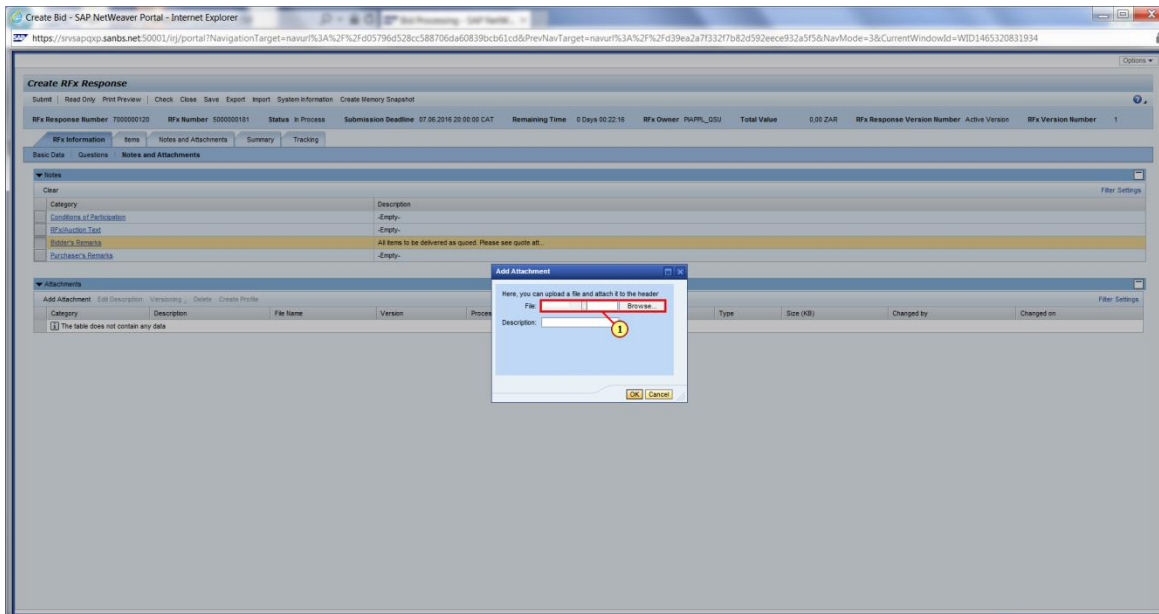 Create Bid - SAP NetWeaver Portal - Internet Explorer
https://srvsapqxp.sanbs.net:50001/irj/portal?NavigationTarget=navurl%3A%2F%2Fd05796d528cc588706da60839bcb61cd&PrevNavTarget=navurl%3A%2F%2Fd39ea2a7f332f7b82d592eece932a5f5&NavMode=3&CurrentWindowId=WID1465320831934
Options
Create RFx Response
Submit Read Only Print Preview Check Close Save Export Import System Information Create Memory Snapshot
RFx Response Number 7000000120 RFx Number 5000000181 Status In Process Submission Deadline 07.06.2016 20:00:00 CAT Remaining Time 0 Days 00:22:16 RFx Owner PIAPPL_QSU Total Value 0,00 ZAR RFx Response Version Number Active Version RFx Version Number 1
RFx Information Items Notes and Attachments Summary Tracking
Basic Data Questions Notes and Attachments
Notes
Clear Filter Settings
Category Description
Conditions of Participation -Empty-
RFx/Auction Text -Empty-
Bidder's Remarks All items to be delivered as quoed. Please see quote att...
Purchaser's Remarks -Empty-
Attachments
Add Attachment Edit Description Versioning Delete Create Profile Filter Settings
Category Description File Name Version Proces Type Size (KB) Changed by Changed on
The table does not contain any data
Add Attachment
Here, you can upload a file and attach it to the header
File: Browse...
Description:
1
OK Cancel